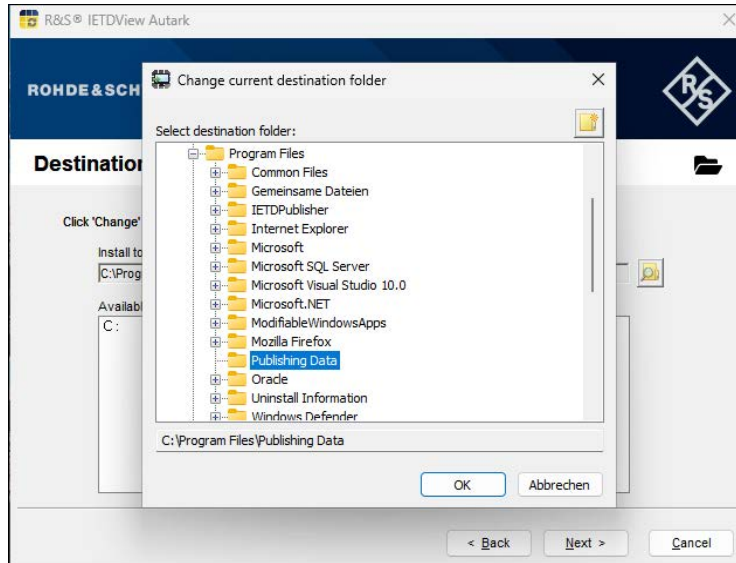 R&S® IETDView Autark
ROHDE&SCH
Change current destination folder
Select destination folder:
Program Files
Common Files
Gemeinsame Dateien
IETDPublisher
Internet Explorer
Microsoft
Microsoft SQL Server
Microsoft Visual Studio 10.0
Microsoft.NET
ModifiableWindowsApps
Mozilla Firefox
Publishing Data
Oracle
Uninstall Information
Windows Defender
C:\Program Files\Publishing Data
OK Abbrechen
R&S
Destination
Click 'Change'
Install to
C:\Prog
Availabl
C:
< Back Next > Cancel